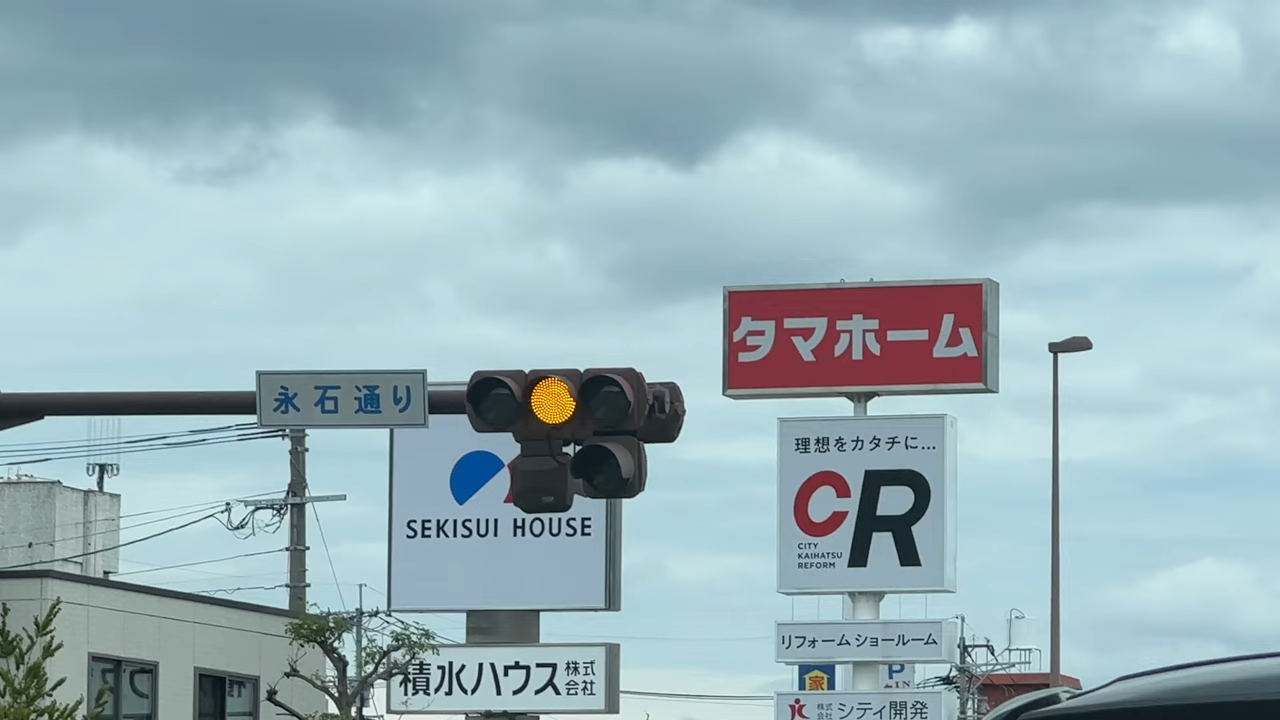 永石通り
SEKISUI HOUSE
積水ハウス株式会社
タマホーム
理想をカタチに...
CR
CITY
KAIHATSU
REFORM
リフォームショールーム
家
P
IN
株式会社シティ開発